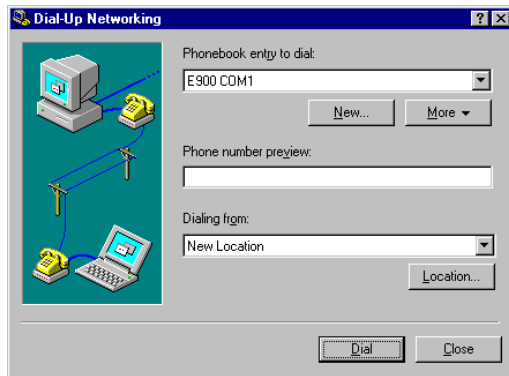 Dial-Up Networking
Phonebook entry to dial:
E900 COM1
New...
More
Phone number preview:
Dialing from:
New Location
Location...
Dial
Close